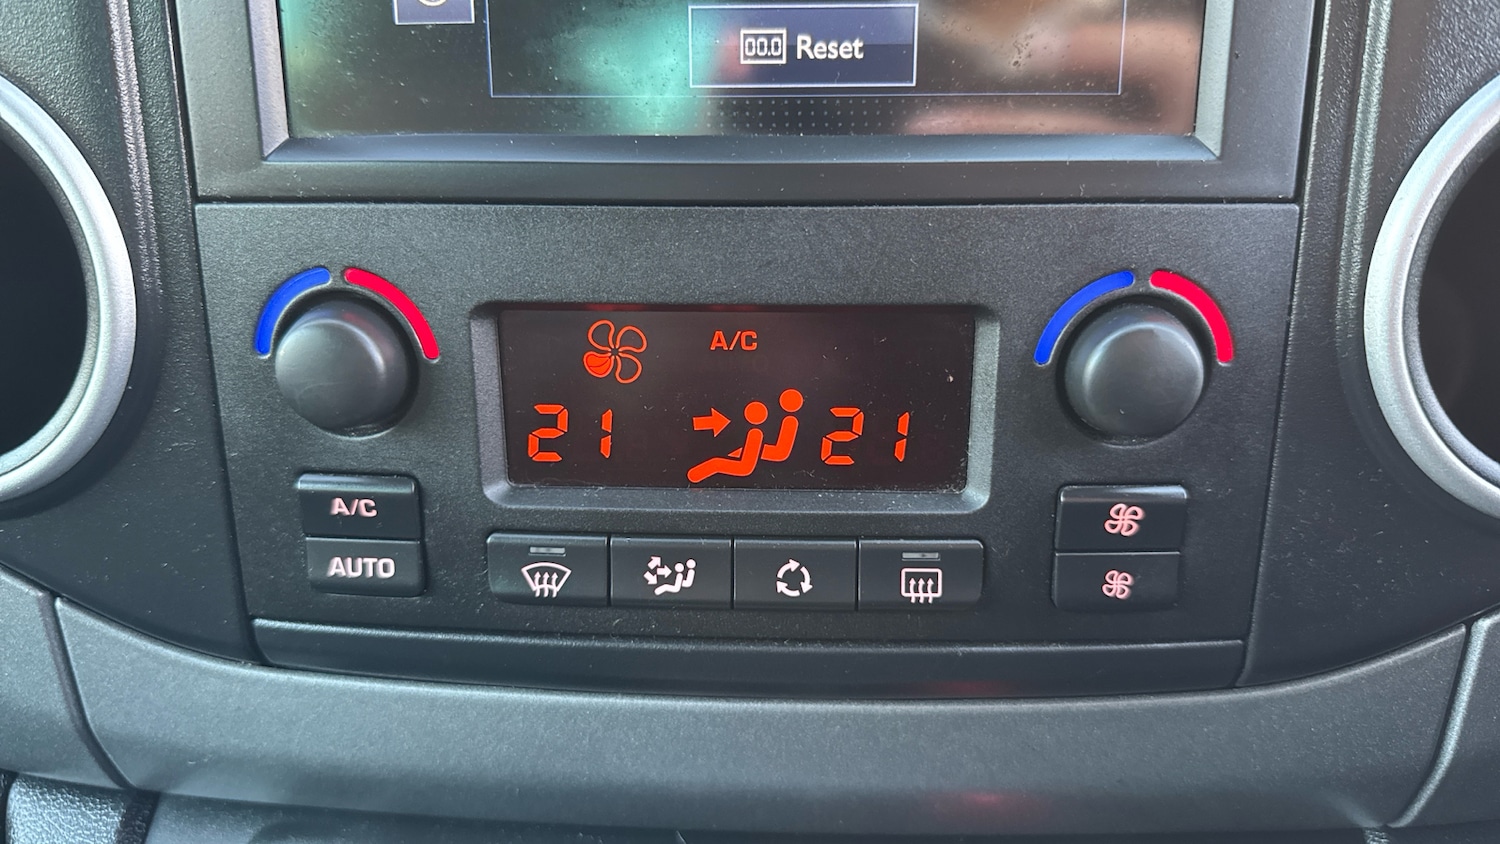 00.0 Reset
A/C
21 21
A/C
AUTO